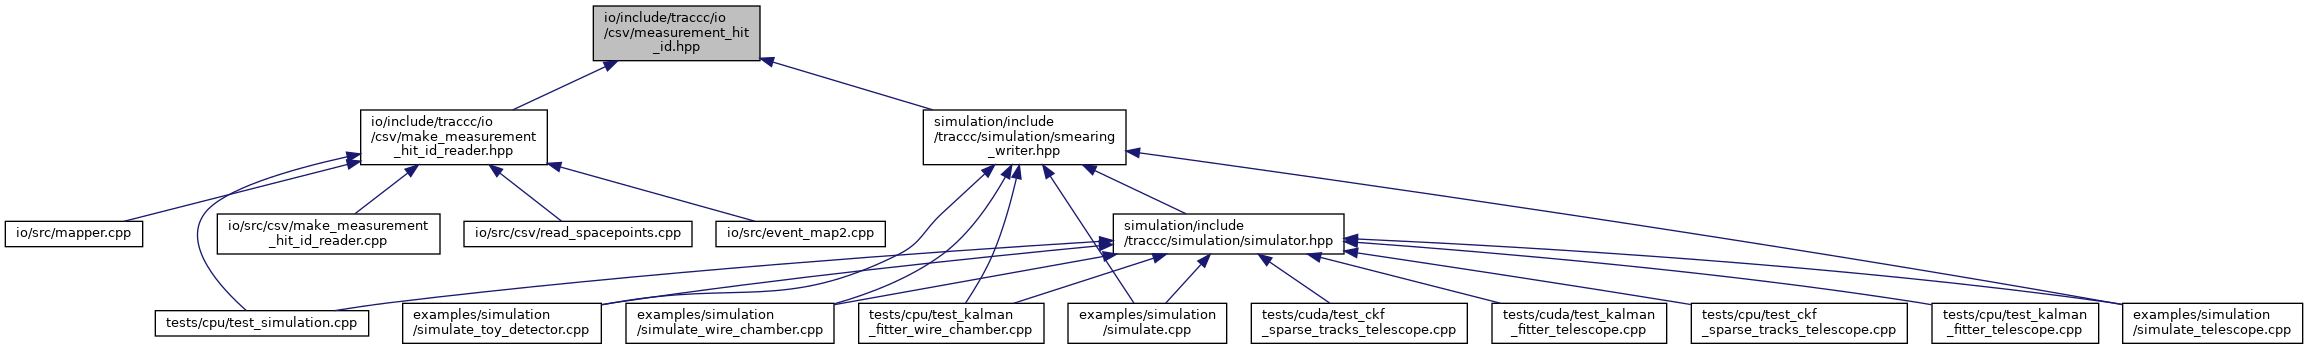 io/include/traccc/io
/csv/measurement_hit
_id.hpp
io/include/traccc/io
/csv/make_measurement
_hit_id_reader.hpp
simulation/include
/traccc/simulation/smearing
_writer.hpp
io/src/mapper.cpp
io/src/csv/make_measurement
_hit_id_reader.cpp
io/src/csv/read_spacepoints.cpp
io/src/event_map2.cpp
simulation/include
/traccc/simulation/simulator.hpp
tests/cpu/test_simulation.cpp
examples/simulation
/simulate_toy_detector.cpp
examples/simulation
/simulate_wire_chamber.cpp
tests/cpu/test_kalman
_fitter_wire_chamber.cpp
examples/simulation
/simulate.cpp
tests/cuda/test_ckf
_sparse_tracks_telescope.cpp
tests/cuda/test_kalman
_fitter_telescope.cpp
tests/cpu/test_ckf
_sparse_tracks_telescope.cpp
tests/cpu/test_kalman
_fitter_telescope.cpp
examples/simulation
/simulate_telescope.cpp